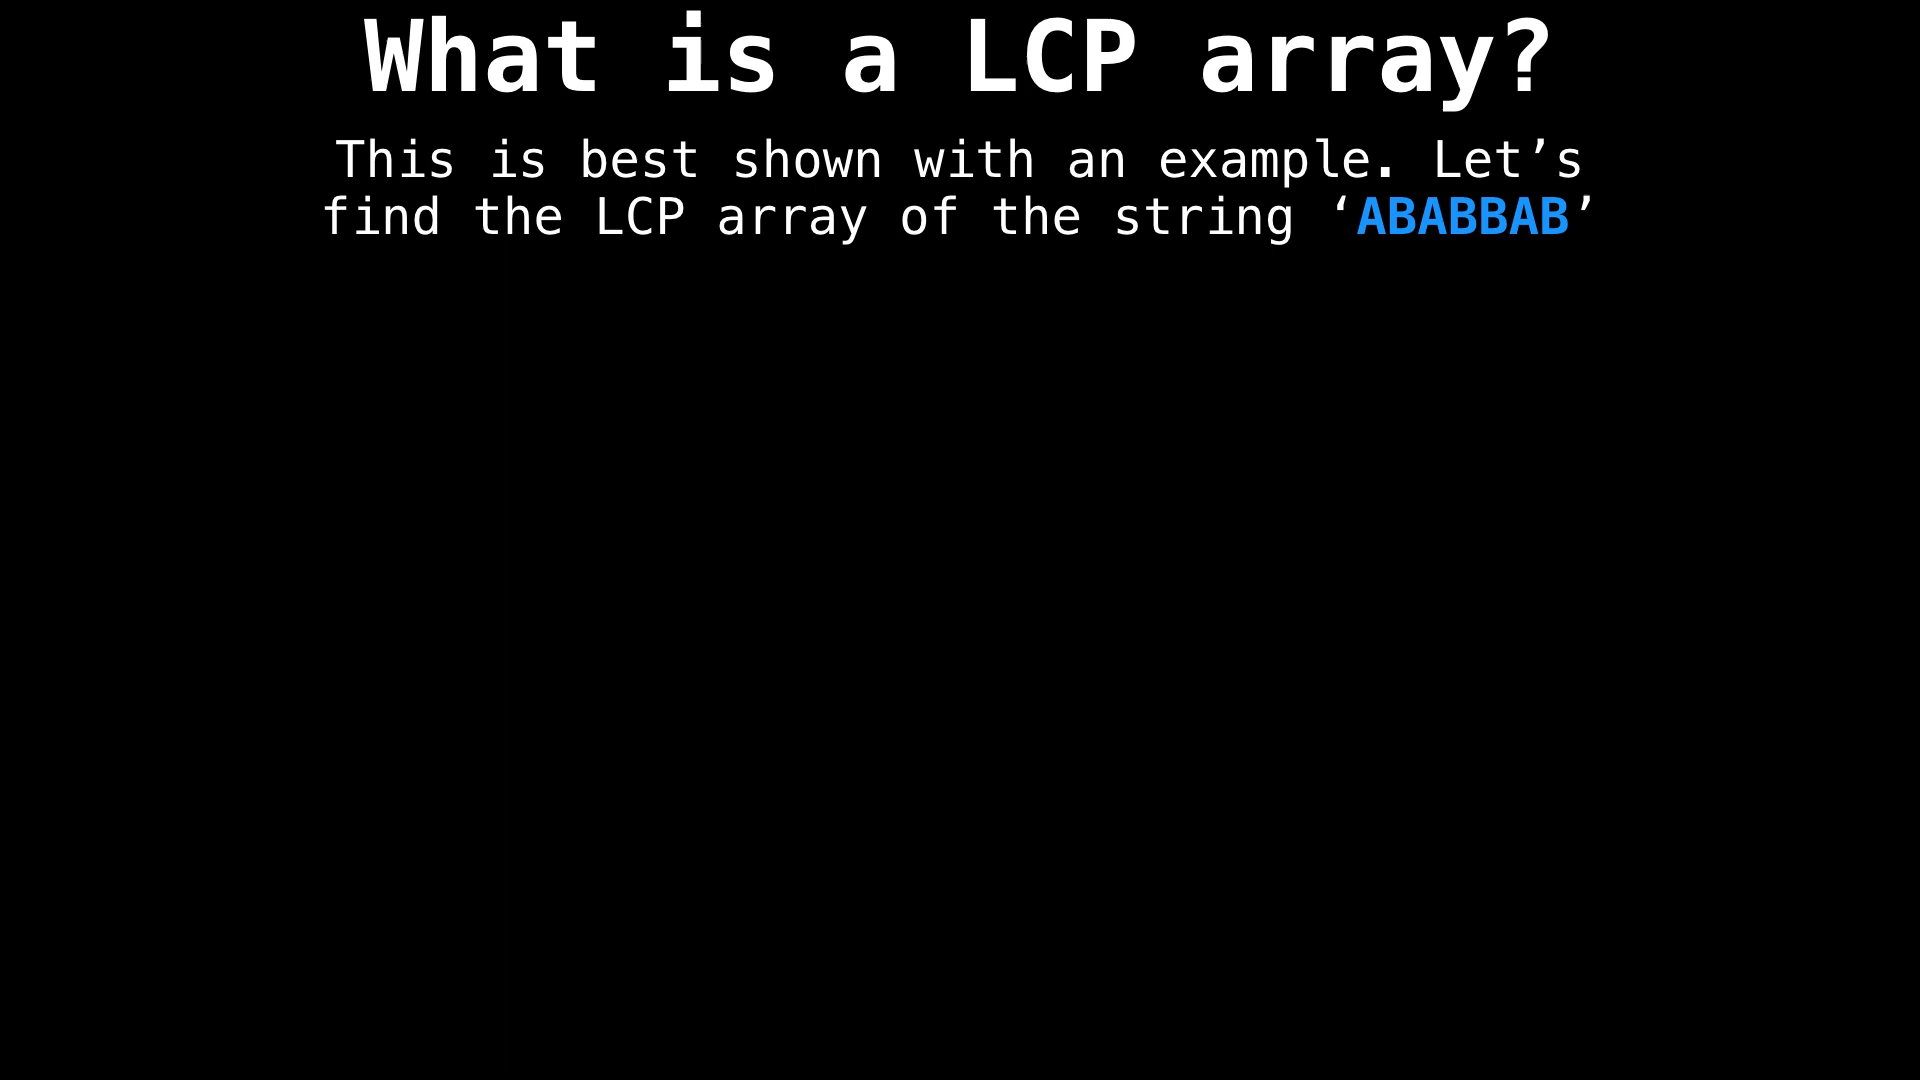 What is a LCP array?
This is best shown with an example. Let’s
find the LCP array of the string ‘ABABBAB’